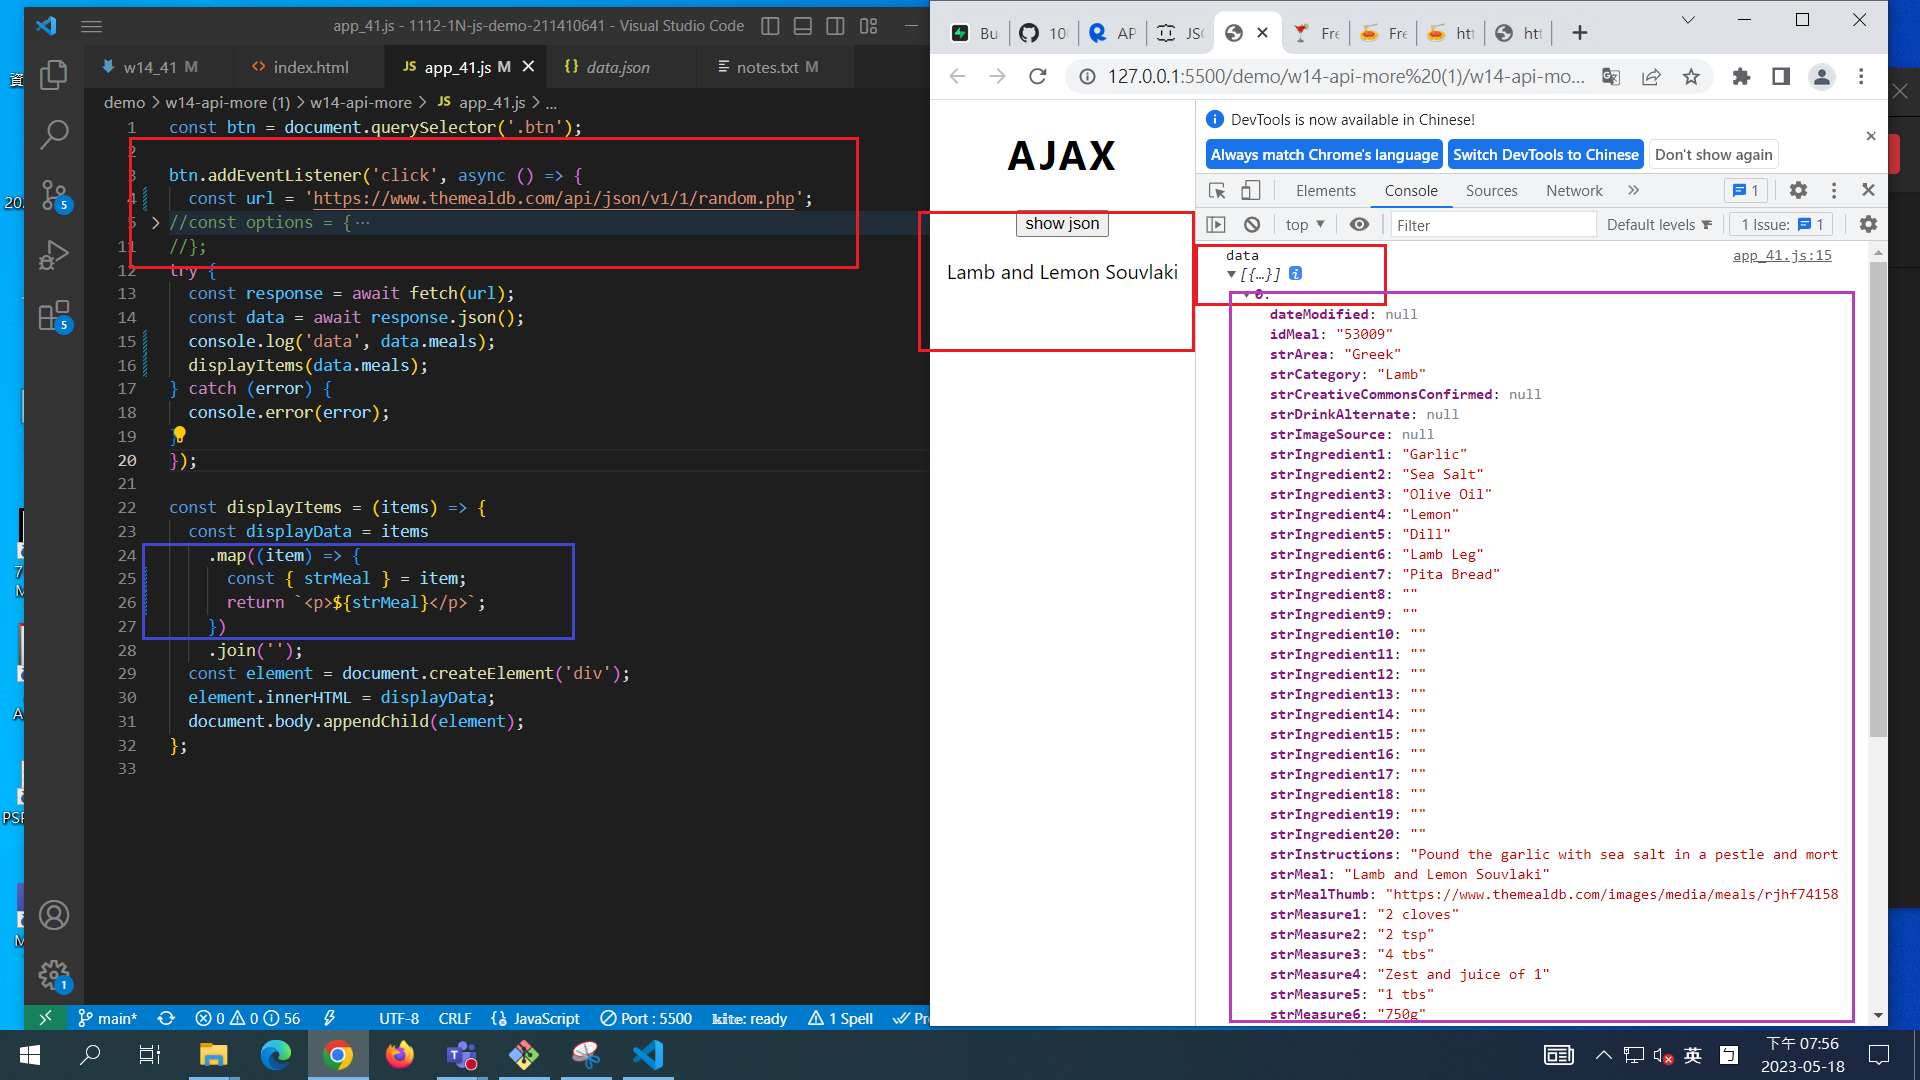 app_41.js - 1112-1N-js-demo-211410641 - Visual Studio Code
w14_41 M
index.html
JS app_41.js M
{} data.json
notes.txt M
demo > w14-api-more (1) > w14-api-more > JS app_41.js > ...
1 const btn = document.querySelector('.btn');
2
3 btn.addEventListener('click', async () => {
4 const url = 'https://www.themealdb.com/api/json/v1/1/random.php';
5 //const options = {⋯
11 //};
12 try {
13 const response = await fetch(url);
14 const data = await response.json();
15 console.log('data', data.meals);
16 displayItems(data.meals);
17 } catch (error) {
18 console.error(error);
19 }
20 });
21
22 const displayItems = (items) => {
23 const displayData = items
24 .map((item) => {
25 const { strMeal } = item;
26 return `<p>${strMeal}</p>`;
27 })
28 .join('');
29 const element = document.createElement('div');
30 element.innerHTML = displayData;
31 document.body.appendChild(element);
32 };
33
5
5
1
main* 0 0 56 UTF-8 CRLF {} JavaScript Port : 5500 kite: ready 1 Spell
Bu
10
AP
JS
Fre
Fre
htt
htt
127.0.0.1:5500/demo/w14-api-more%20(1)/w14-api-mo...
AJAX
show json
Lamb and Lemon Souvlaki
DevTools is now available in Chinese!
Always match Chrome's language
Switch DevTools to Chinese
Don't show again
Elements Console Sources Network » 1
top Filter Default levels 1 Issue: 1
data app_41.js:15
[{…}] i
0:
dateModified: null
idMeal: "53009"
strArea: "Greek"
strCategory: "Lamb"
strCreativeCommonsConfirmed: null
strDrinkAlternate: null
strImageSource: null
strIngredient1: "Garlic"
strIngredient2: "Sea Salt"
strIngredient3: "Olive Oil"
strIngredient4: "Lemon"
strIngredient5: "Dill"
strIngredient6: "Lamb Leg"
strIngredient7: "Pita Bread"
strIngredient8: ""
strIngredient9: ""
strIngredient10: ""
strIngredient11: ""
strIngredient12: ""
strIngredient13: ""
strIngredient14: ""
strIngredient15: ""
strIngredient16: ""
strIngredient17: ""
strIngredient18: ""
strIngredient19: ""
strIngredient20: ""
strInstructions: "Pound the garlic with sea salt in a pestle and mort
strMeal: "Lamb and Lemon Souvlaki"
strMealThumb: "https://www.themealdb.com/images/media/meals/rjhf74158
strMeasure1: "2 cloves"
strMeasure2: "2 tsp"
strMeasure3: "4 tbs"
strMeasure4: "Zest and juice of 1"
strMeasure5: "1 tbs"
strMeasure6: "750g"
英
下午 07:56
2023-05-18